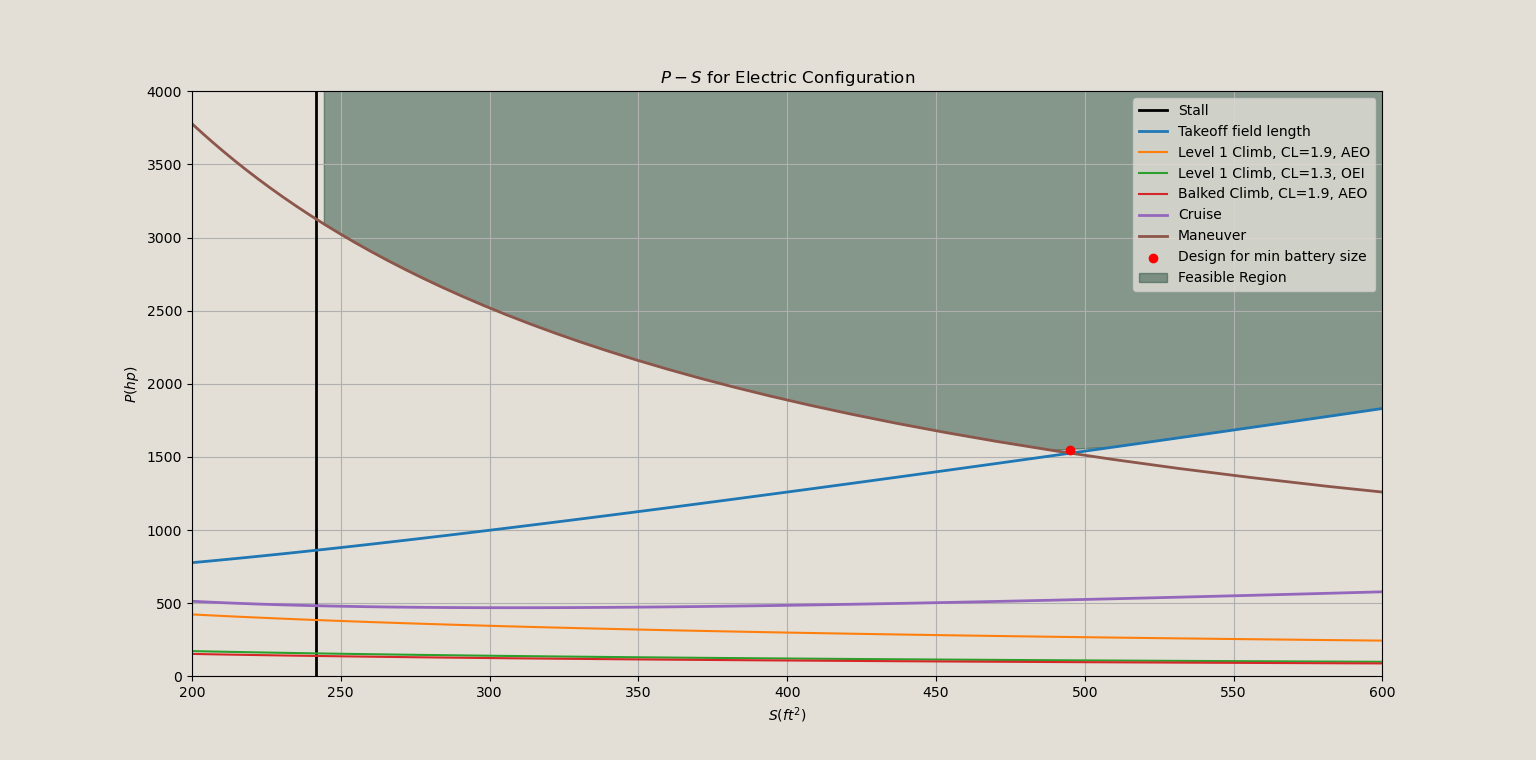 P − S for Electric Configuration
4000
3500
3000
2500
2000
1500
1000
500
0
P(hp)
200
250
300
350
400
450
500
550
600
S(ft²)
Stall
Takeoff field length
Level 1 Climb, CL=1.9, AEO
Level 1 Climb, CL=1.3, OEI
Balked Climb, CL=1.9, AEO
Cruise
Maneuver
Design for min battery size
Feasible Region